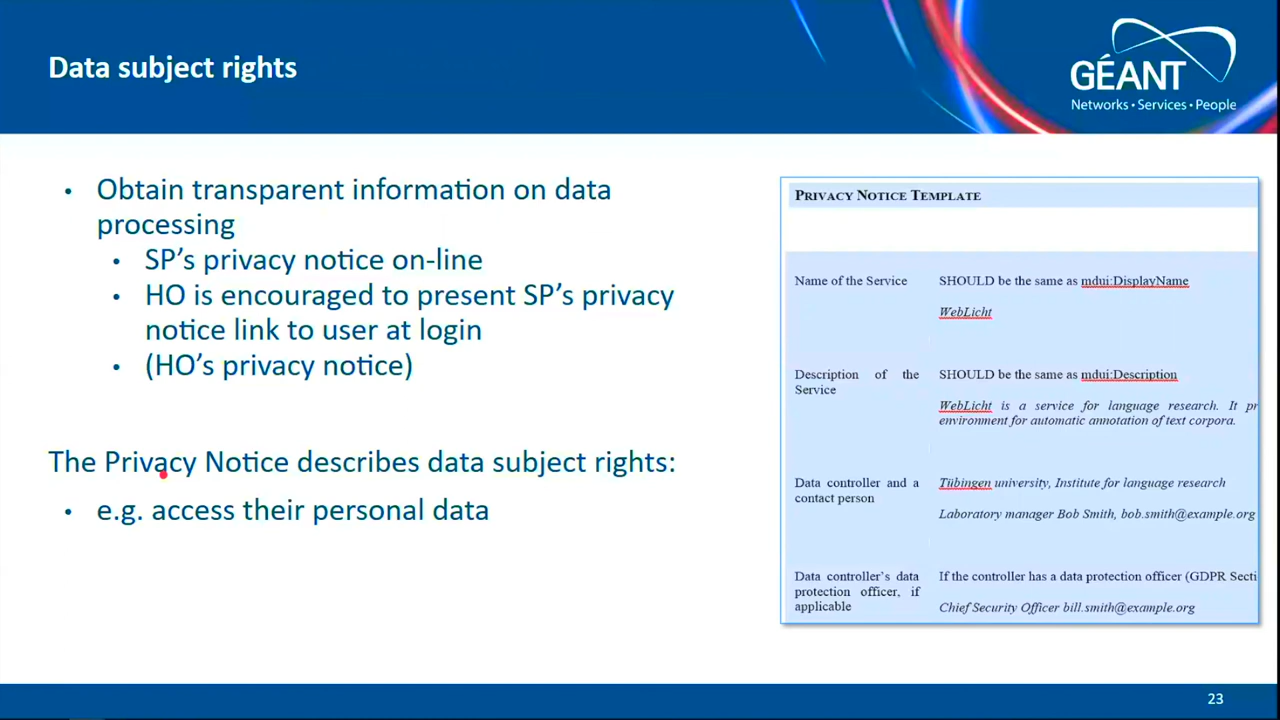 Data subject rights
GÉANT
Networks • Services • People
• Obtain transparent information on data
processing
• SP's privacy notice on-line
• HO is encouraged to present SP's privacy
notice link to user at login
• (HO's privacy notice)
The Privacy Notice describes data subject rights:
• e.g. access their personal data
PRIVACY NOTICE TEMPLATE
Name of the Service
SHOULD be the same as mdui:DisplayName
WebLicht
Description of the
Service
SHOULD be the same as mdui:Description
WebLicht is a service for language research. It pr
environment for automatic annotation of text corpora.
Data controller and a
contact person
Tübingen university, Institute for language research
Laboratory manager Bob Smith, bob.smith@example.org
Data controller's data
protection officer, if
applicable
If the controller has a data protection officer (GDPR Secti
Chief Security Officer bill.smith@example.org
23